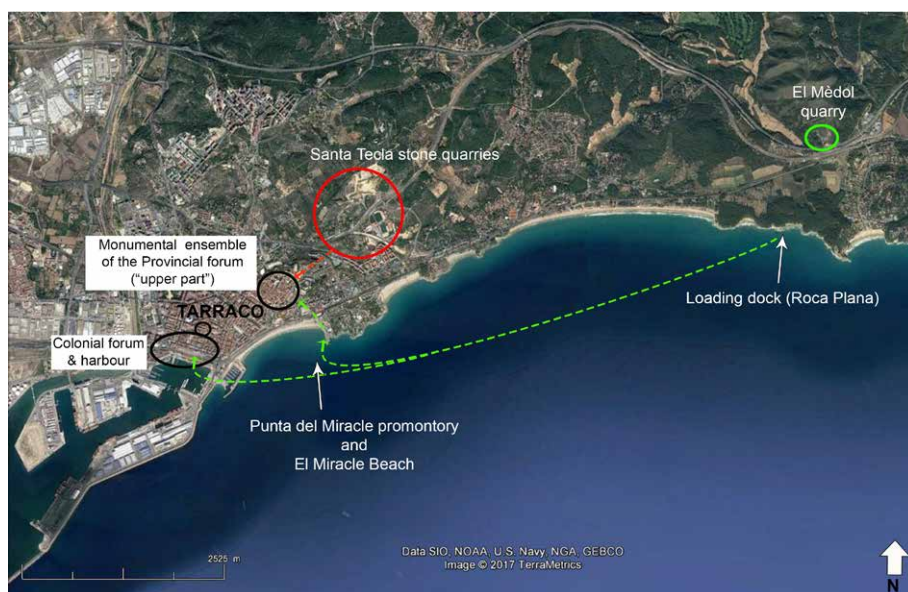 El Mèdol
quarry
Santa Tecla stone quarries
Monumental ensemble
of the Provincial forum
("upper part")
TARRACO
Colonial forum
& harbour
Loading dock (Roca Plana)
Punta del Miracle promontory
and
El Miracle Beach
2525 m
Data SIO, NOAA, U.S. Navy, NGA, GEBCO
Image © 2017 TerraMetrics
N